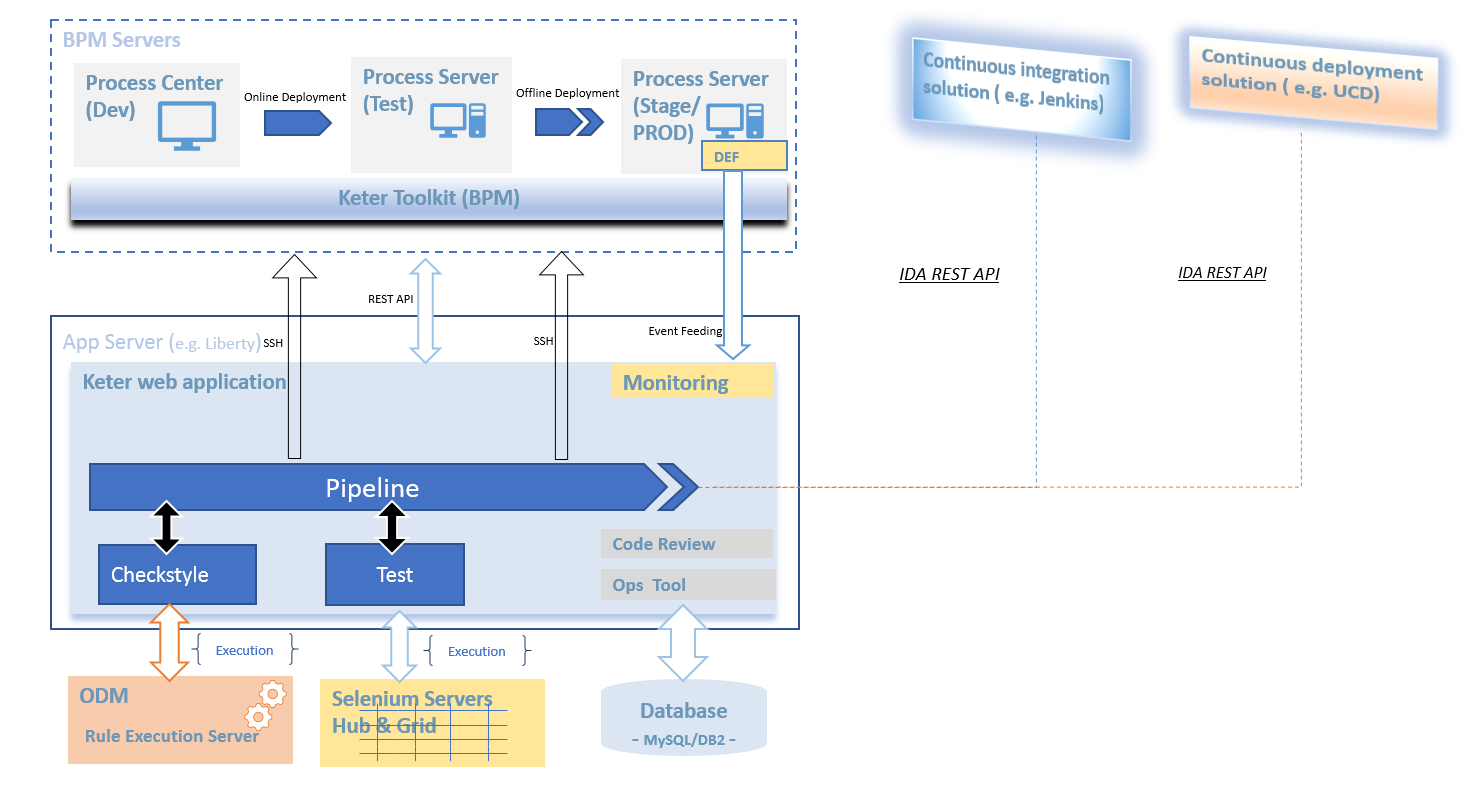 BPM Servers
Process Center
(Dev)
Online Deployment
Process Server
(Test)
Offline Deployment
Process Server
(Stage/
PROD)
DEF
Keter Toolkit (BPM)
Continuous integration
solution ( e.g. Jenkins)
Continuous deployment
solution ( e.g. UCD)
IDA REST API
IDA REST API
REST API
SSH
SSH
Event Feeding
App Server (e.g. Liberty)
Keter web application
Monitoring
Pipeline
Checkstyle
Test
Code Review
Ops Tool
Execution
Execution
ODM
Rule Execution Server
Selenium Servers
Hub & Grid
Database
– MySQL/DB2 –